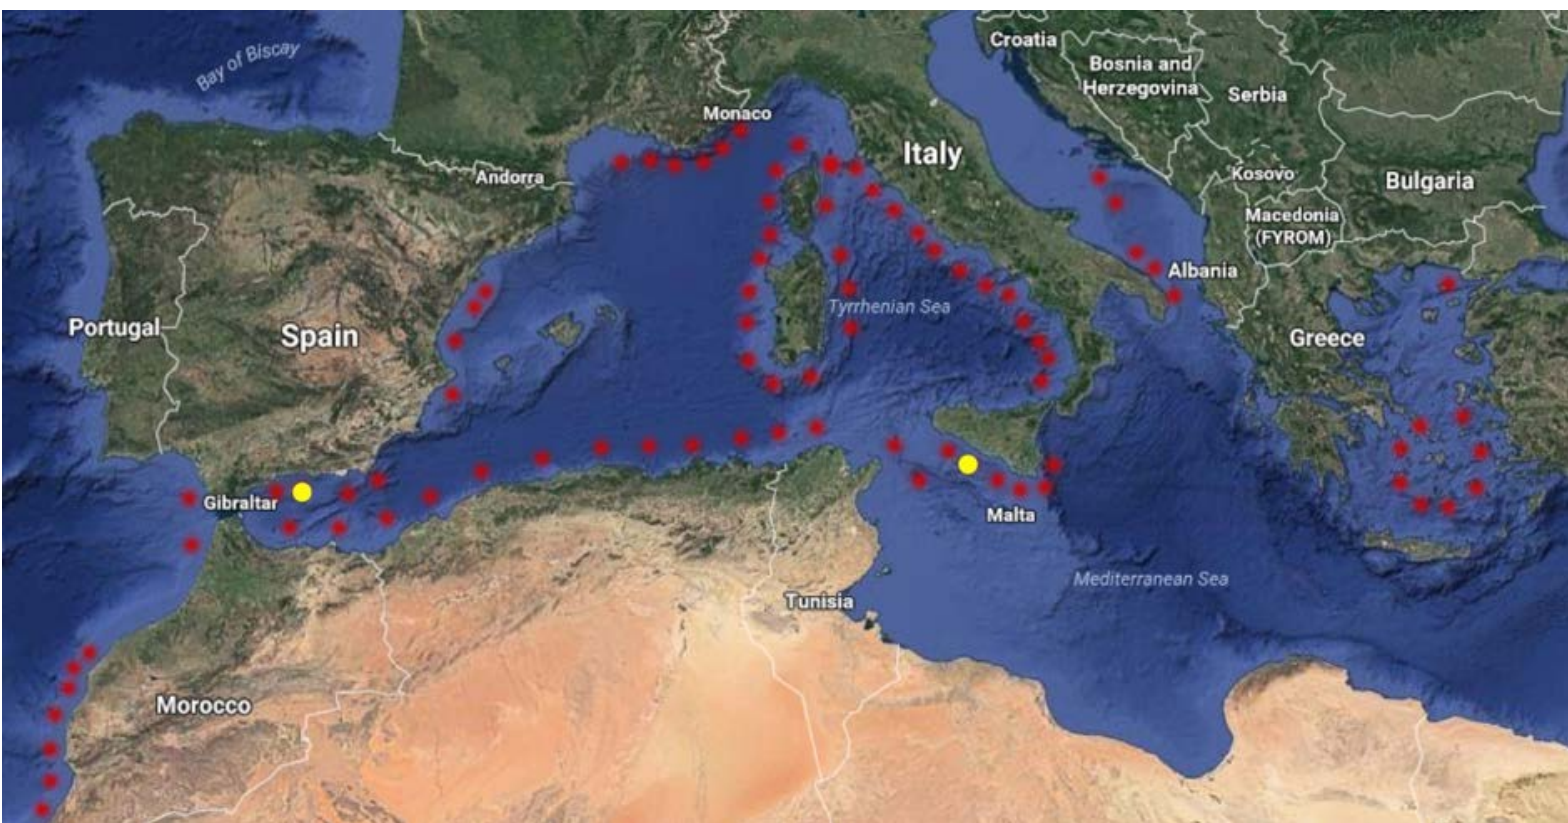 Bay of Biscay
Croatia
Bosnia and
Herzegovina
Serbia
Monaco
Italy
Andorra
Kosovo
Bulgaria
Macedonia
(FYROM)
Albania
Tyrrhenian Sea
Portugal
Spain
Greece
Gibraltar
Malta
Mediterranean Sea
Tunisia
Morocco